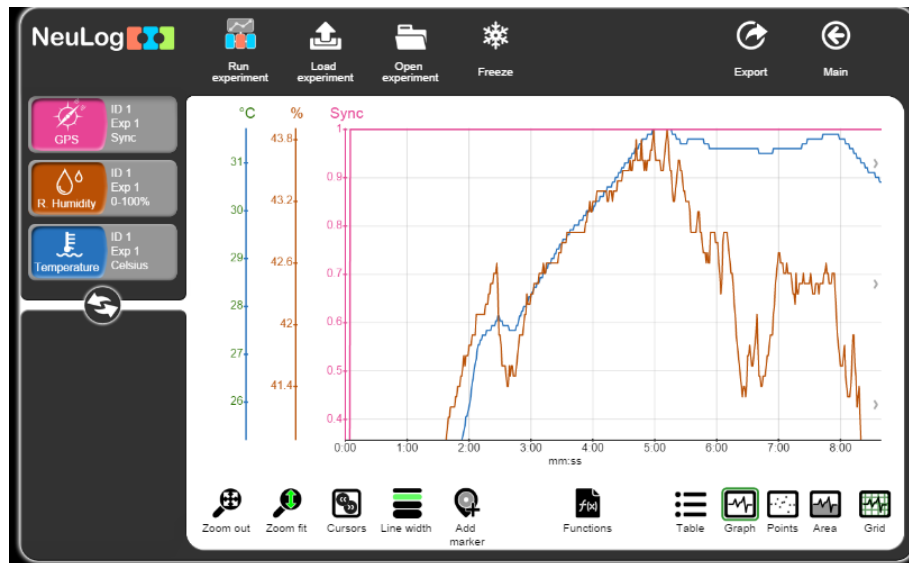 NeuLog
Run
experiment
Load
experiment
Open
experiment
Freeze
Export
Main
GPS
ID 1
Exp 1
Sync
R. Humidity
ID 1
Exp 1
0-100%
Temperature
ID 1
Exp 1
Celsius
°C % Sync
31
30
29
28
27
26
43.8
43.2
42.6
42
41.4
1
0.9
0.8
0.7
0.6
0.5
0.4
0:00 1:00 2:00 3:00 4:00 5:00 6:00 7:00 8:00
mm:ss
Zoom out
Zoom fit
Cursors
Line width
Add
marker
f(x)
Functions
Table
Graph
Points
Area
Grid